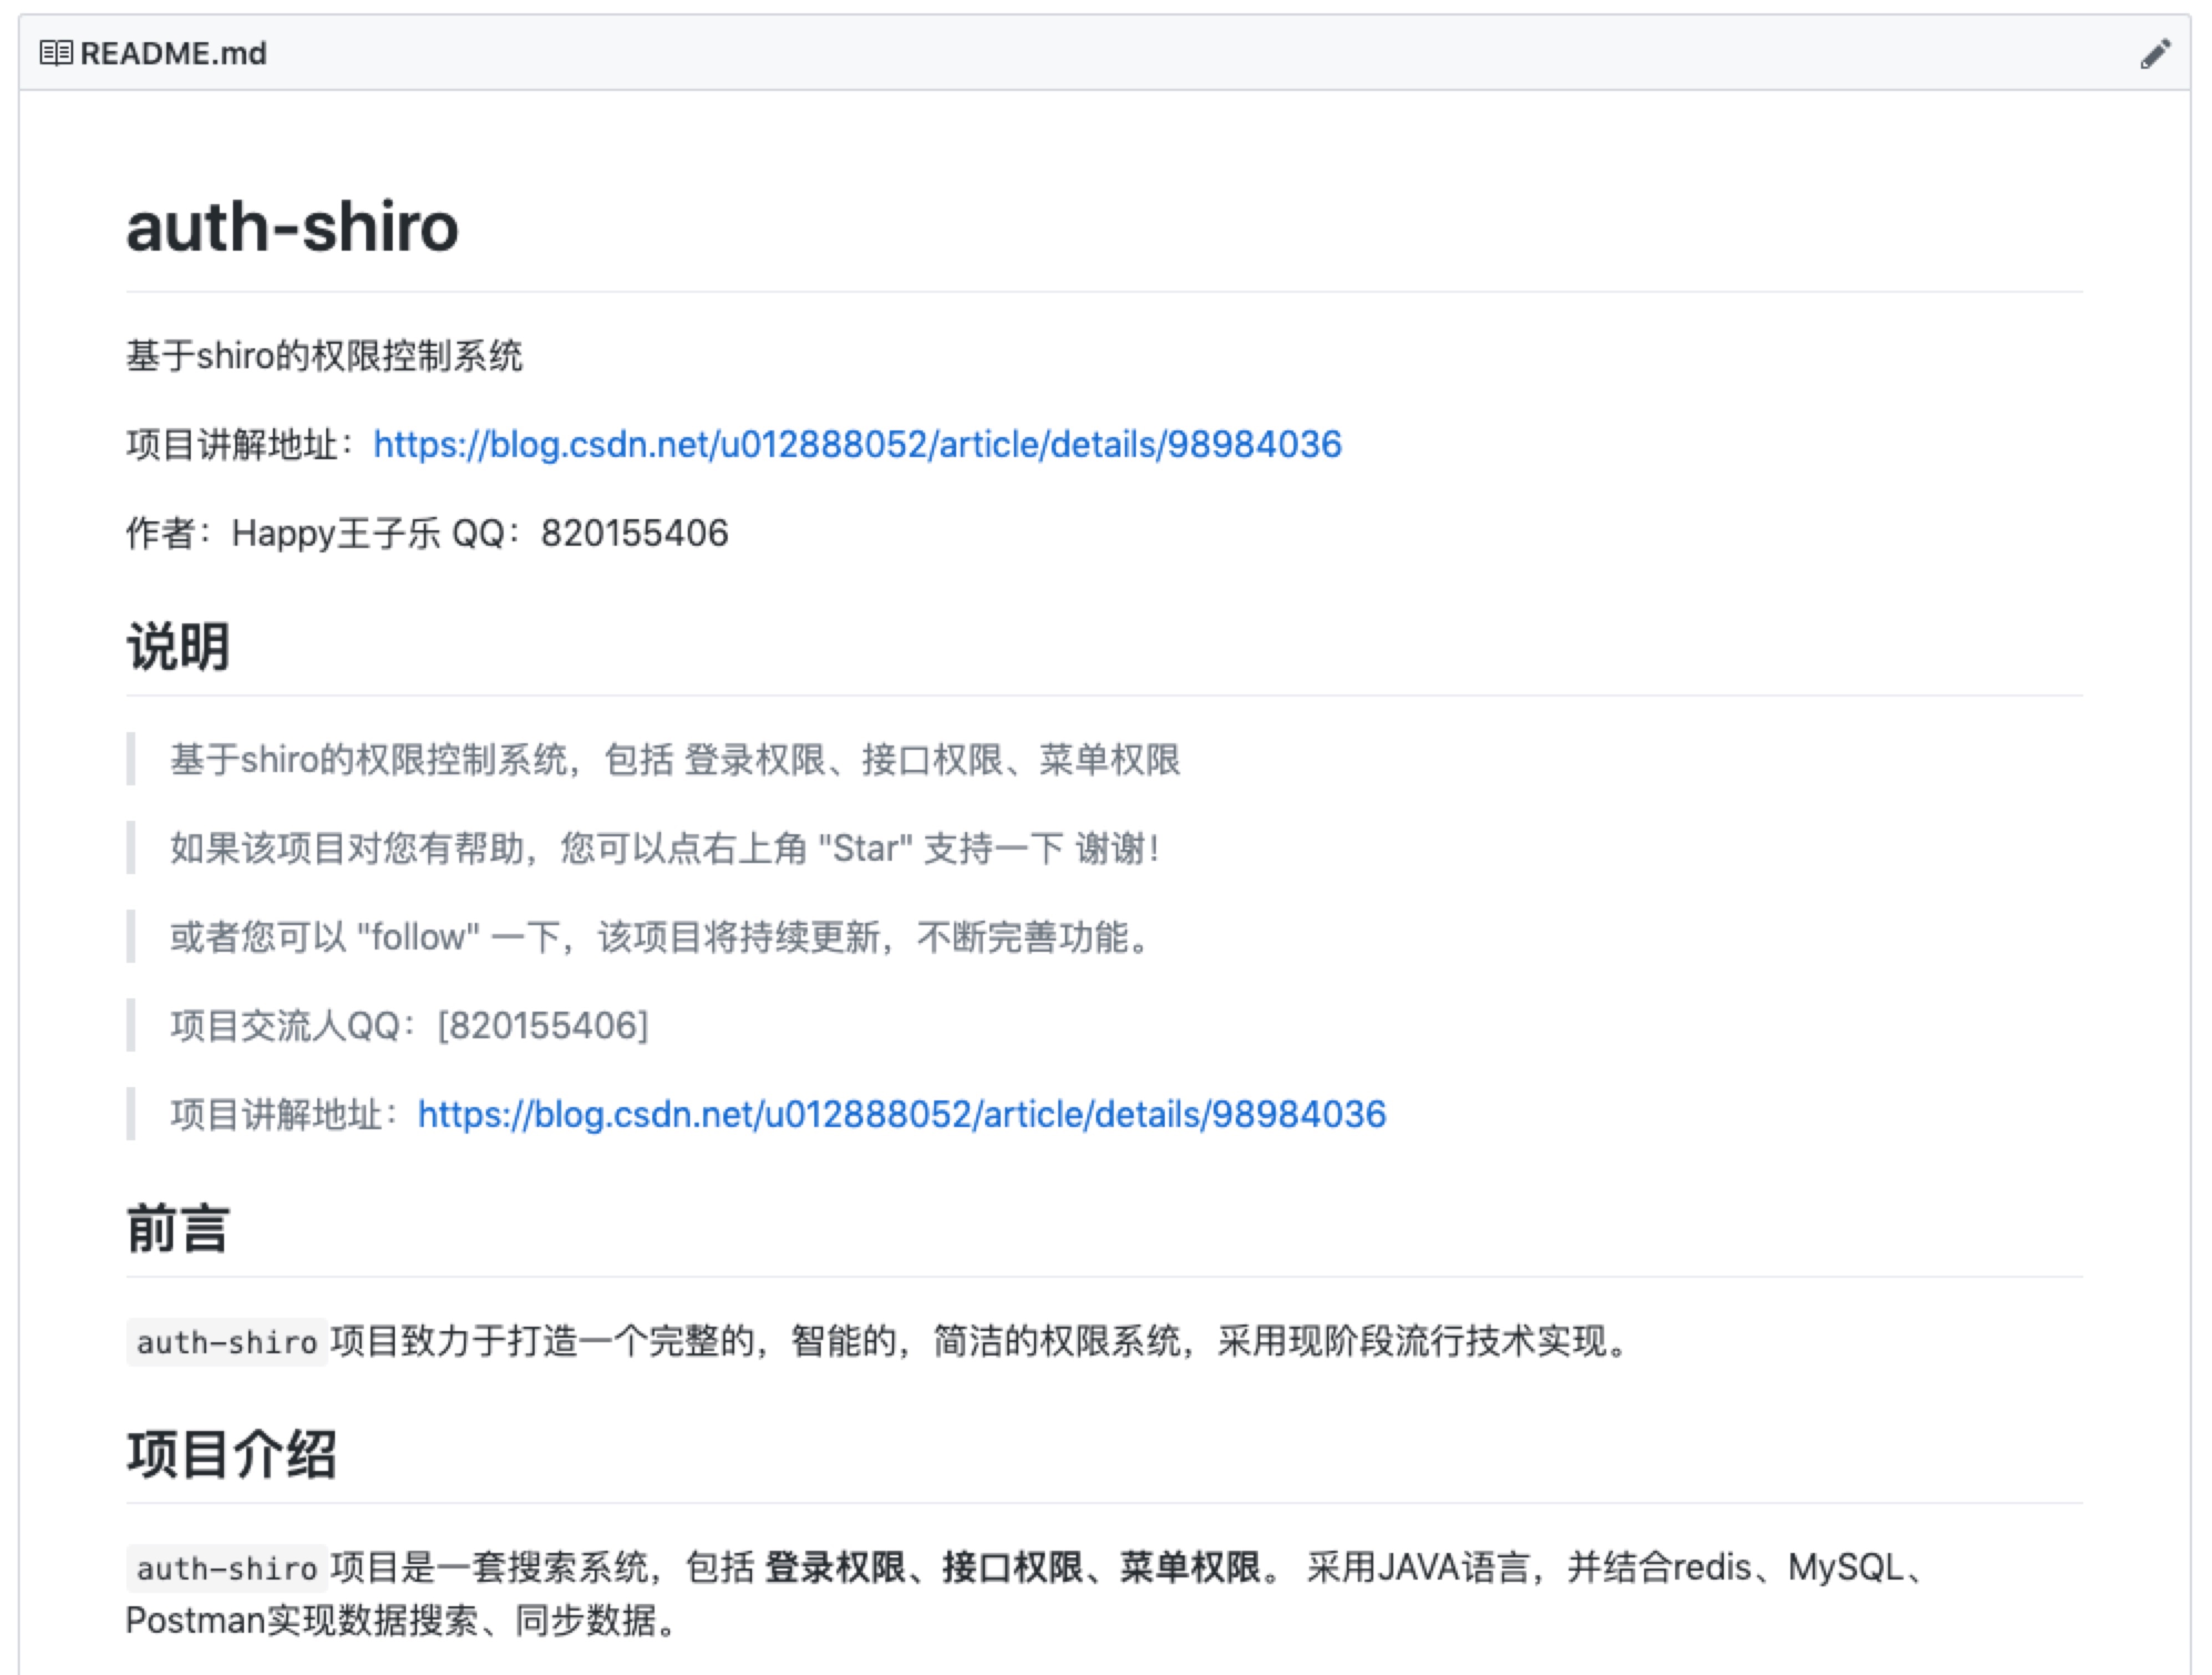 README.md
auth-shiro
基于shiro的权限控制系统
项目讲解地址：https://blog.csdn.net/u012888052/article/details/98984036
作者：Happy王子乐 QQ：820155406
说明
基于shiro的权限控制系统，包括 登录权限、接口权限、菜单权限
如果该项目对您有帮助，您可以点右上角 "Star" 支持一下 谢谢！
或者您可以 "follow" 一下，该项目将持续更新，不断完善功能。
项目交流人QQ：[820155406]
项目讲解地址：https://blog.csdn.net/u012888052/article/details/98984036
前言
auth-shiro 项目致力于打造一个完整的，智能的，简洁的权限系统，采用现阶段流行技术实现。
项目介绍
auth-shiro 项目是一套搜索系统，包括 登录权限、接口权限、菜单权限。 采用JAVA语言，并结合redis、MySQL、
Postman实现数据搜索、同步数据。